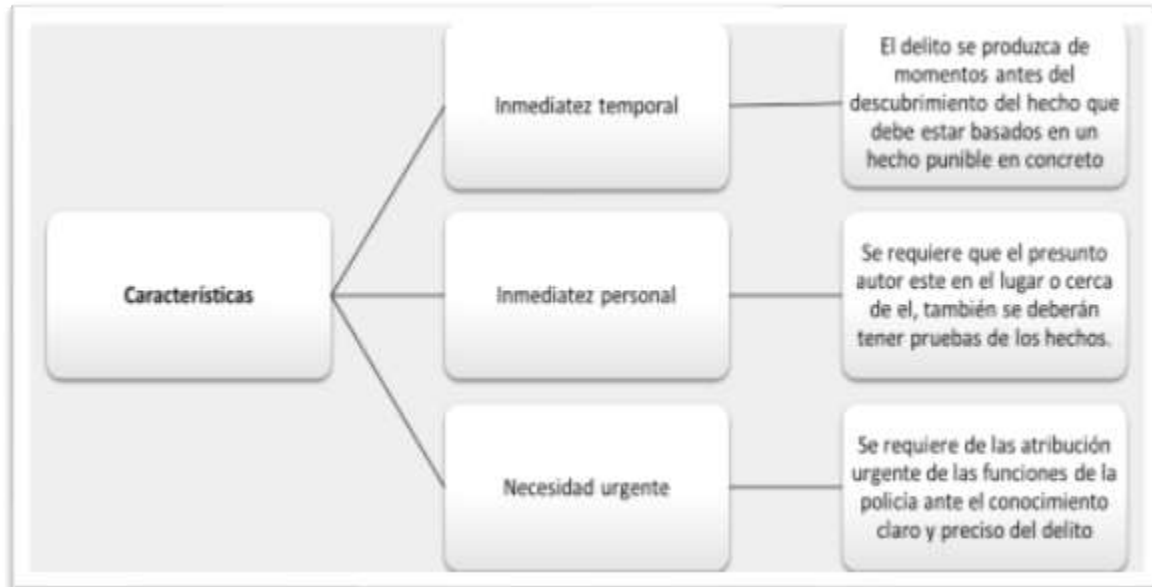 Características
Inmediatez temporal
El delito se produzca de
momentos antes del
descubrimiento del hecho que
debe estar basados en un
hecho punible en concreto
Inmediatez personal
Se requiere que el presunto
autor este en el lugar o cerca
de el, también se deberán
tener pruebas de los hechos.
Necesidad urgente
Se requiere de las atribución
urgente de las funciones de la
policía ante el conocimiento
claro y preciso del delito